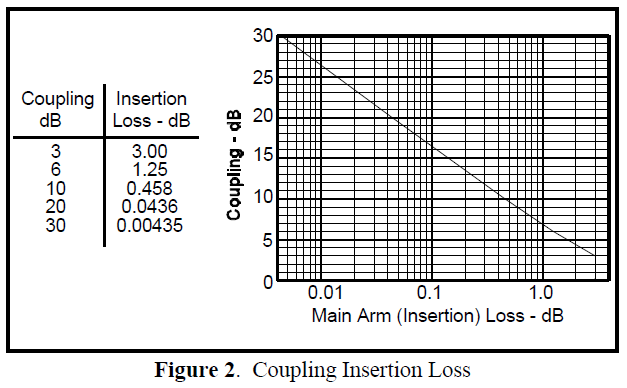 Coupling Insertion
dB Loss - dB
3 3.00
6 1.25
10 0.458
20 0.0436
30 0.00435
Coupling - dB
30
25
20
15
10
5
0
0.01 0.1 1.0
Main Arm (Insertion) Loss - dB
Figure 2. Coupling Insertion Loss